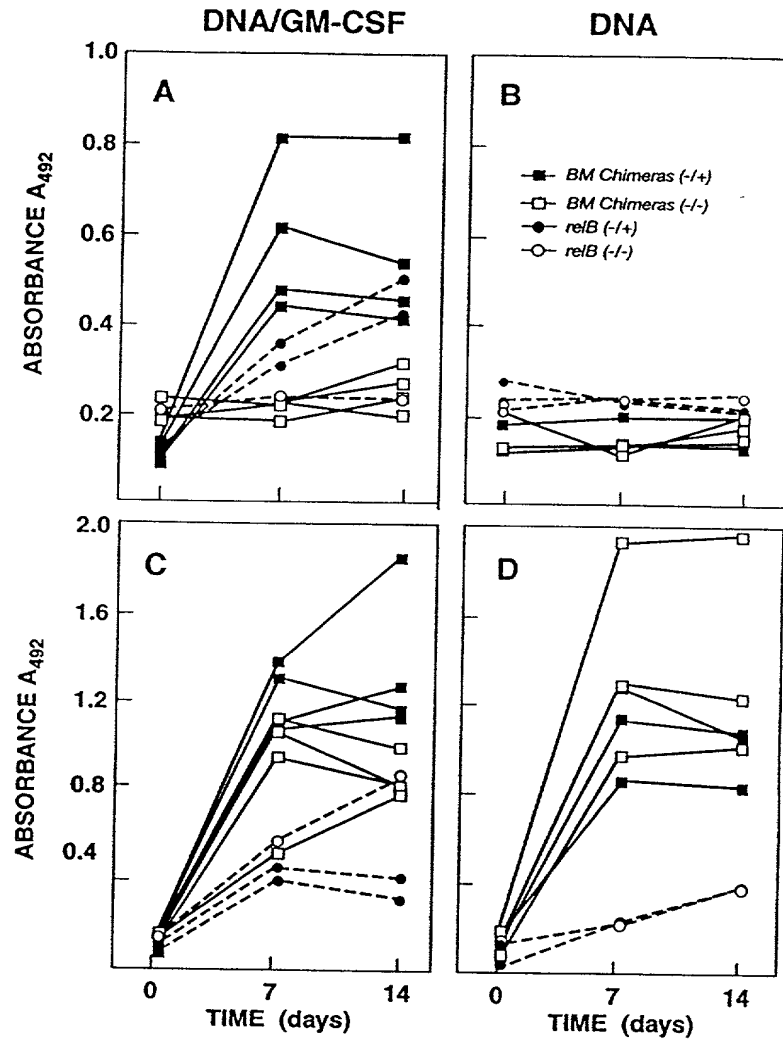 DNA/GM-CSF
DNA
A
B
1.0
0.8
0.6
0.4
0.2
ABSORBANCE A492
BM Chimeras (-/+)
BM Chimeras (-/-)
relB (-/+)
relB (-/-)
C
D
2.0
1.6
1.2
0.8
0.4
ABSORBANCE A492
0
7
14
TIME (days)
0
7
14
TIME (days)